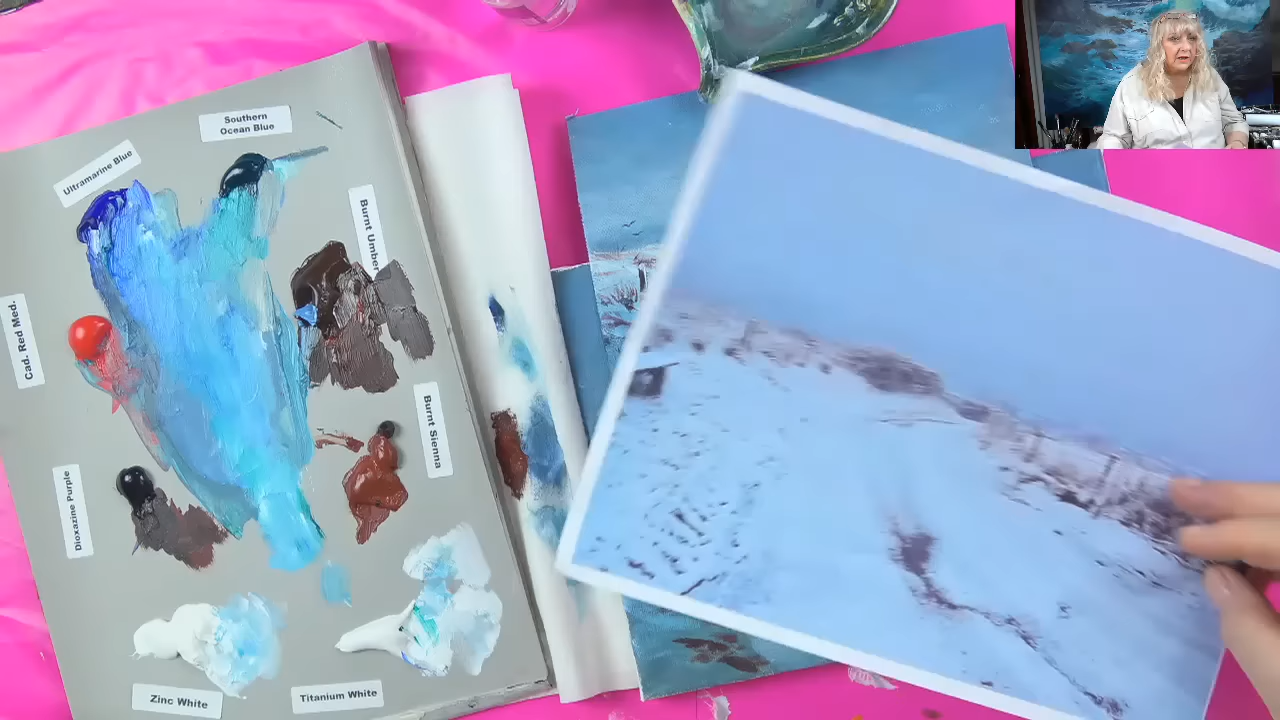 Southern
Ocean Blue
Ultramarine Blue
Burnt Umber
Cad. Red Med.
Burnt Sienna
Dioxazine Purple
Zinc White
Titanium White